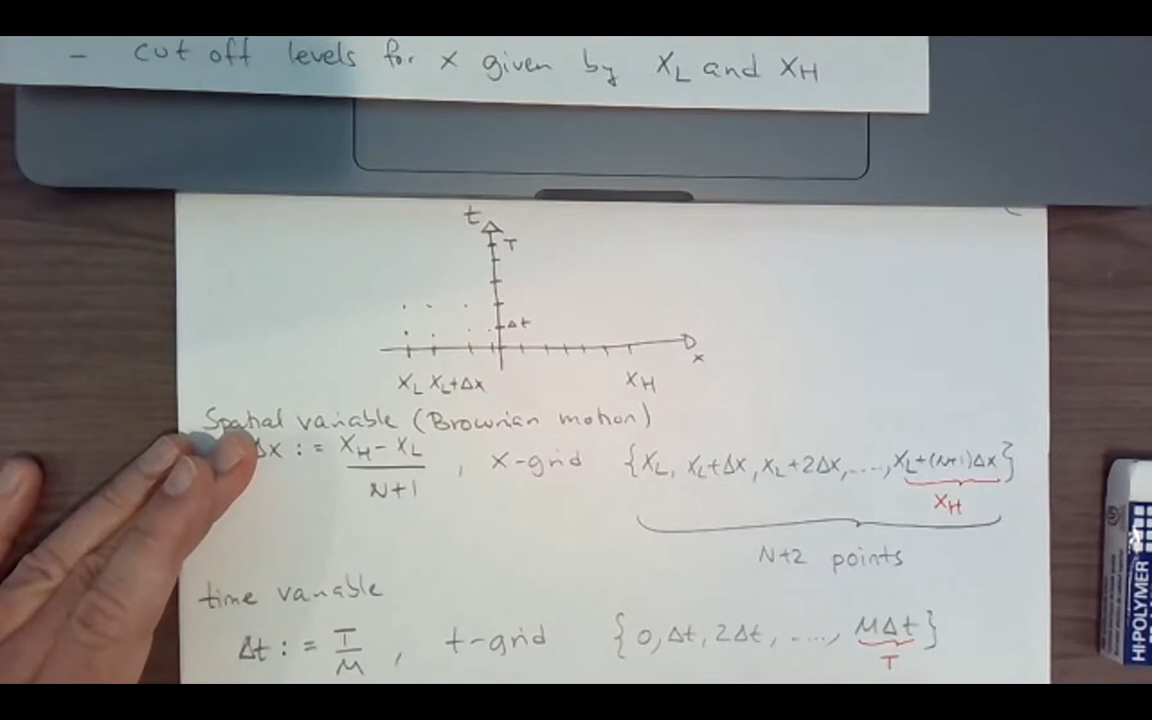 - cut off levels for x given by X_L and X_H
t
T
Δt
x
X_L X_L+Δx X_H
Spatial variable (Brownian motion)
Δx := \frac{X_H - X_L}{N+1} , x-grid {X_L, X_L+Δx, X_L+2Δx, ...., X_L+(N+1)Δx}
X_H
N+2 points
time variable
Δt := \frac{T}{M} , t-grid {0, Δt, 2Δt, ...., MΔt}
T
HI-POLYMER